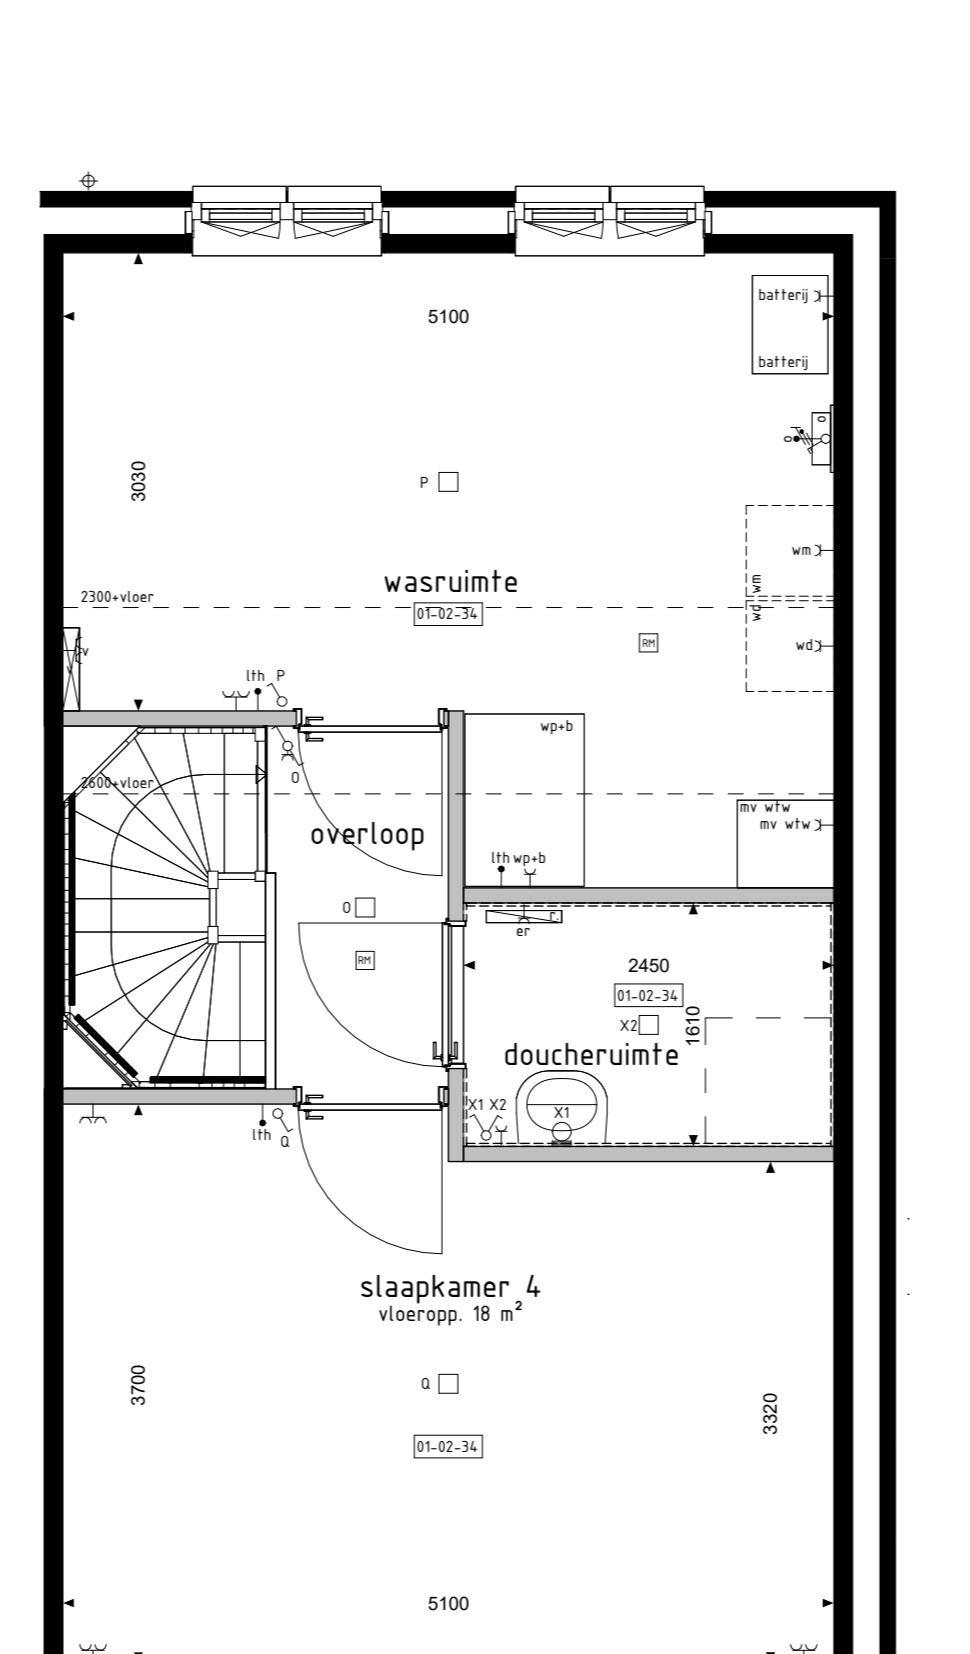 batterij
5100
batterij
o
o
3030
P
wm
wasruimte
2300+vloer
wd wm
01-02-34
v
v
RM
wd
lth P
wp+b
O
2600+vloer
mv wtw
mv wtw
overloop
lth wp+b
O
r.
er
RM
2450
01-02-34
X2
1610
doucheruimte
X1 X2
X1
lth Q
slaapkamer 4
vloeropp. 18 m²
3700
Q
3320
01-02-34
5100